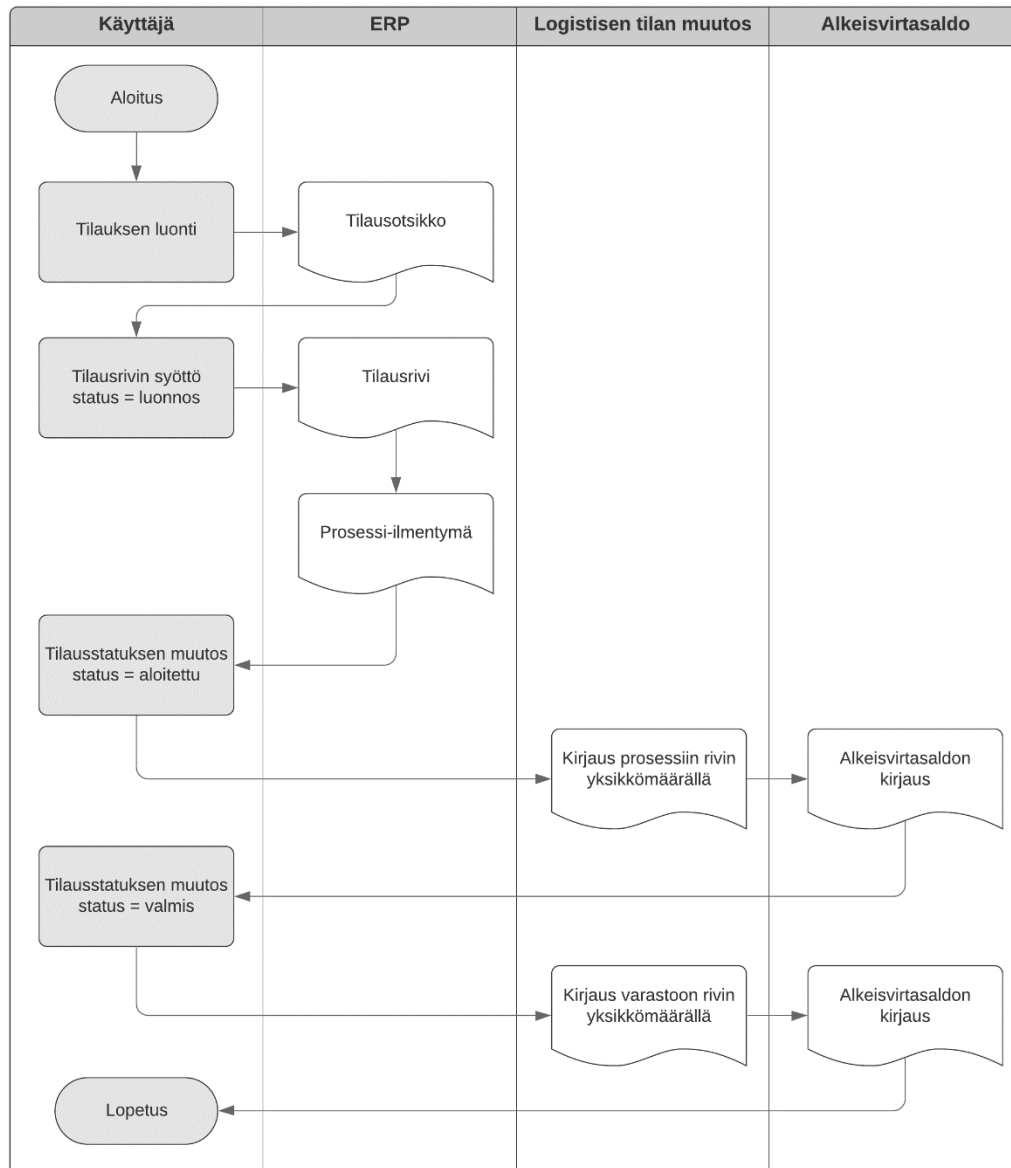 Käyttäjä
ERP
Logistisen tilan muutos
Alkeisvirtasaldo
Aloitus
Tilauksen luonti
Tilausotsikko
Tilausrivin syöttö
status = luonnos
Tilausrivi
Prosessi-ilmentymä
Tilausstatuksen muutos
status = aloitettu
Kirjaus prosessiin rivin
yksikkömäärällä
Alkeisvirtasaldon
kirjaus
Tilausstatuksen muutos
status = valmis
Kirjaus varastoon rivin
yksikkömäärällä
Alkeisvirtasaldon
kirjaus
Lopetus